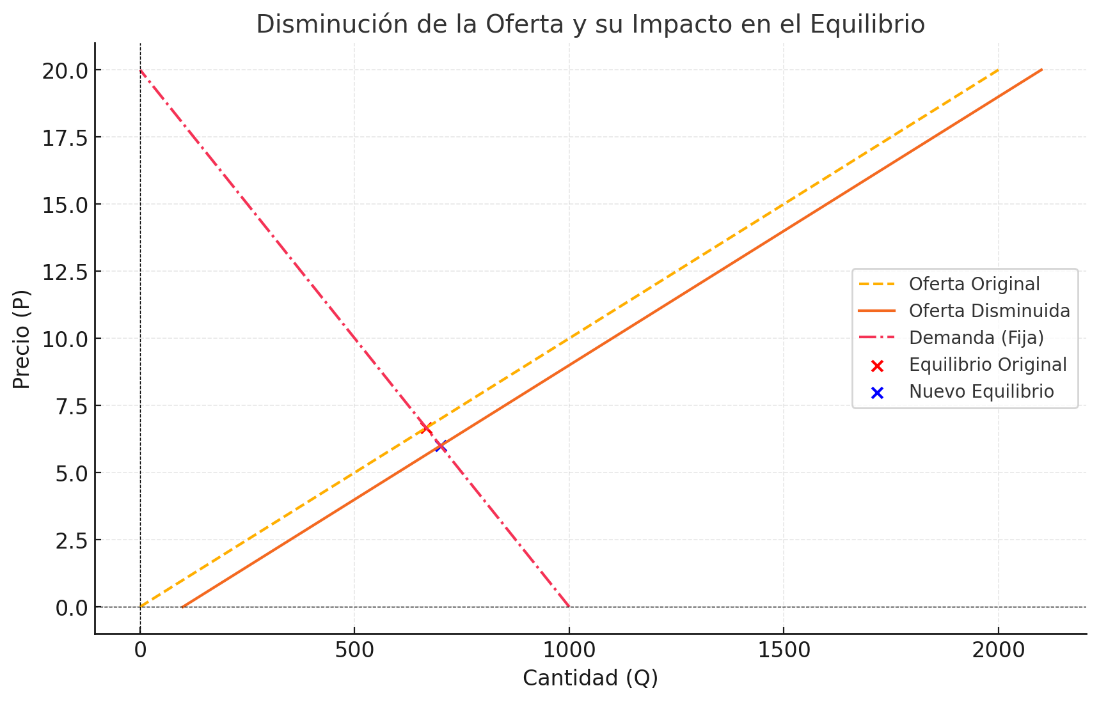 Disminución de la Oferta y su Impacto en el Equilibrio
Precio (P)
20.0
17.5
15.0
12.5
10.0
7.5
5.0
2.5
0.0
Oferta Original
Oferta Disminuida
Demanda (Fija)
Equilibrio Original
Nuevo Equilibrio
0 500 1000 1500 2000
Cantidad (Q)